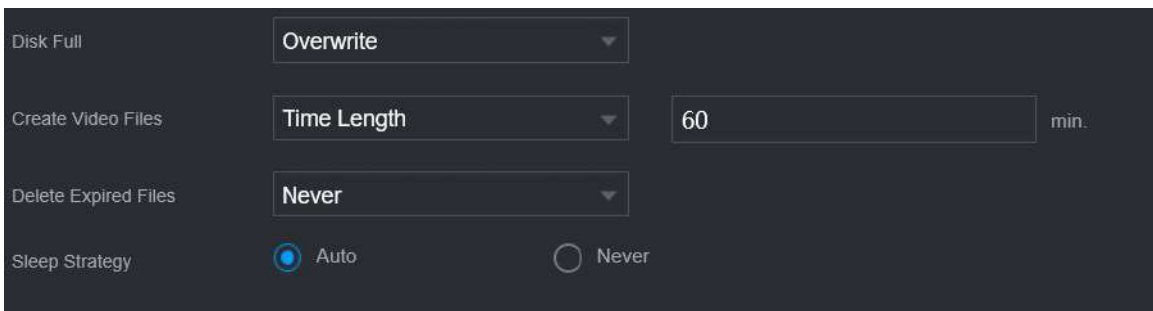 Disk Full Overwrite
Create Video Files Time Length 60 min.
Delete Expired Files Never
Sleep Strategy Auto Never